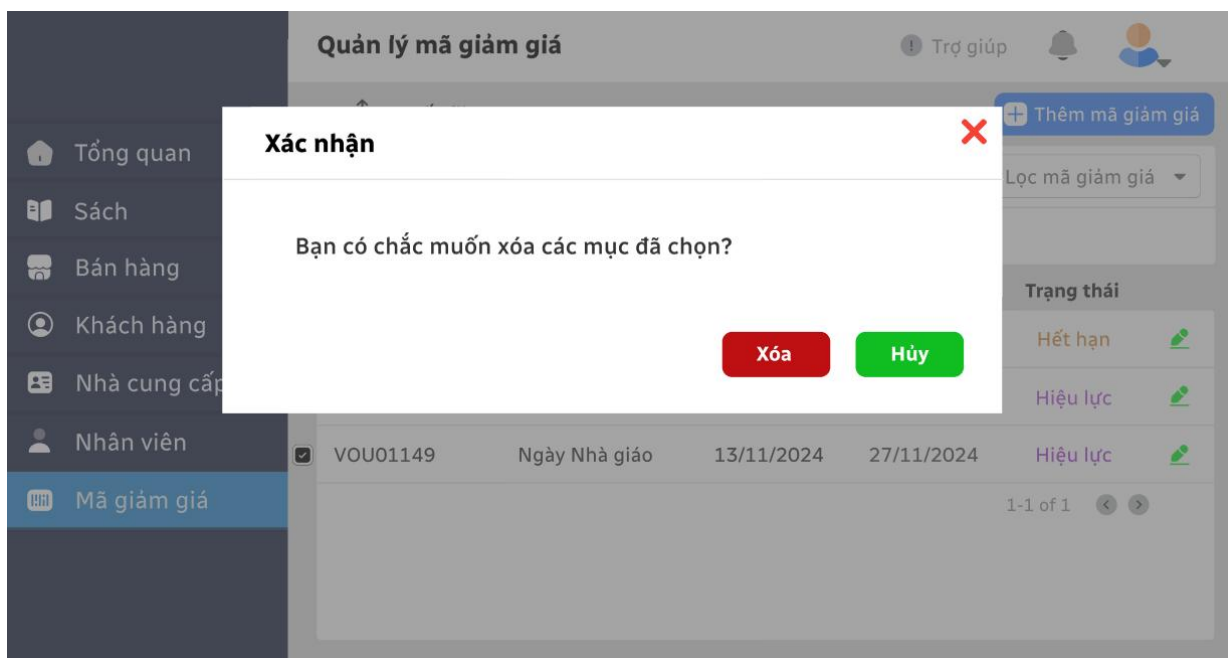 Quản lý mã giảm giá
Trợ giúp
Thêm mã giảm giá
Xác nhận
Lọc mã giảm giá
Bạn có chắc muốn xóa các mục đã chọn?
Xóa
Hủy
Tổng quan
Sách
Bán hàng
Khách hàng
Nhà cung cấp
Nhân viên
Mã giảm giá
Trạng thái
Hết hạn
Hiệu lực
VOU01149 Ngày Nhà giáo 13/11/2024 27/11/2024 Hiệu lực
1-1 of 1